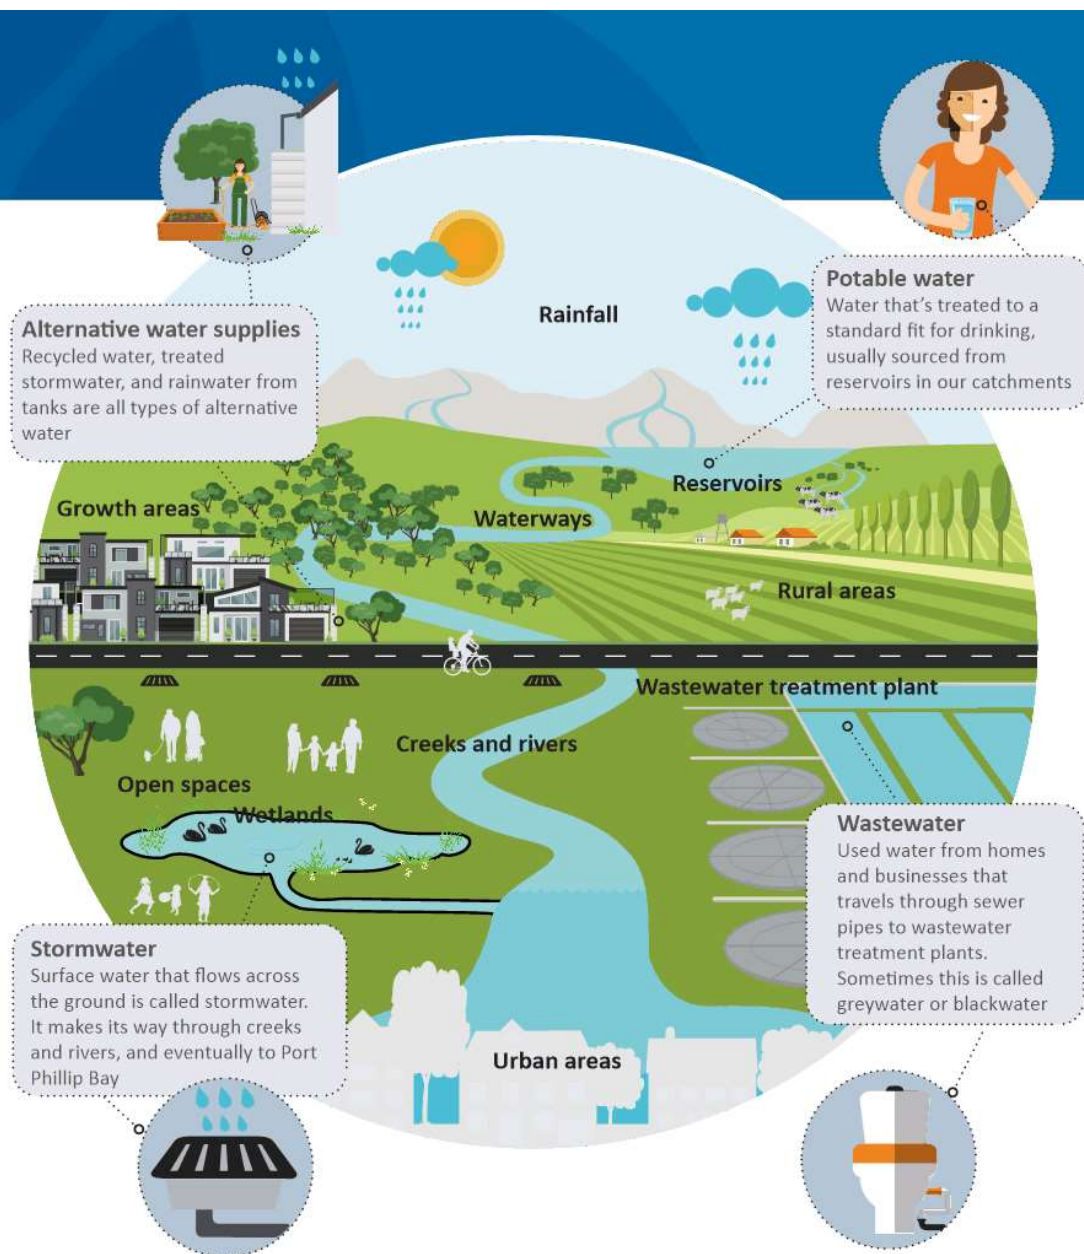 Rainfall
Potable water
Water that's treated to a
standard fit for drinking,
usually sourced from
reservoirs in our catchments
Alternative water supplies
Recycled water, treated
stormwater, and rainwater from
tanks are all types of alternative
water
Reservoirs
Growth areas
Waterways
Rural areas
Wastewater treatment plant
Creeks and rivers
Open spaces
Wetlands
Wastewater
Used water from homes
and businesses that
travels through sewer
pipes to wastewater
treatment plants.
Sometimes this is called
greywater or blackwater
Stormwater
Surface water that flows across
the ground is called stormwater.
It makes its way through creeks
and rivers, and eventually to Port
Phillip Bay
Urban areas